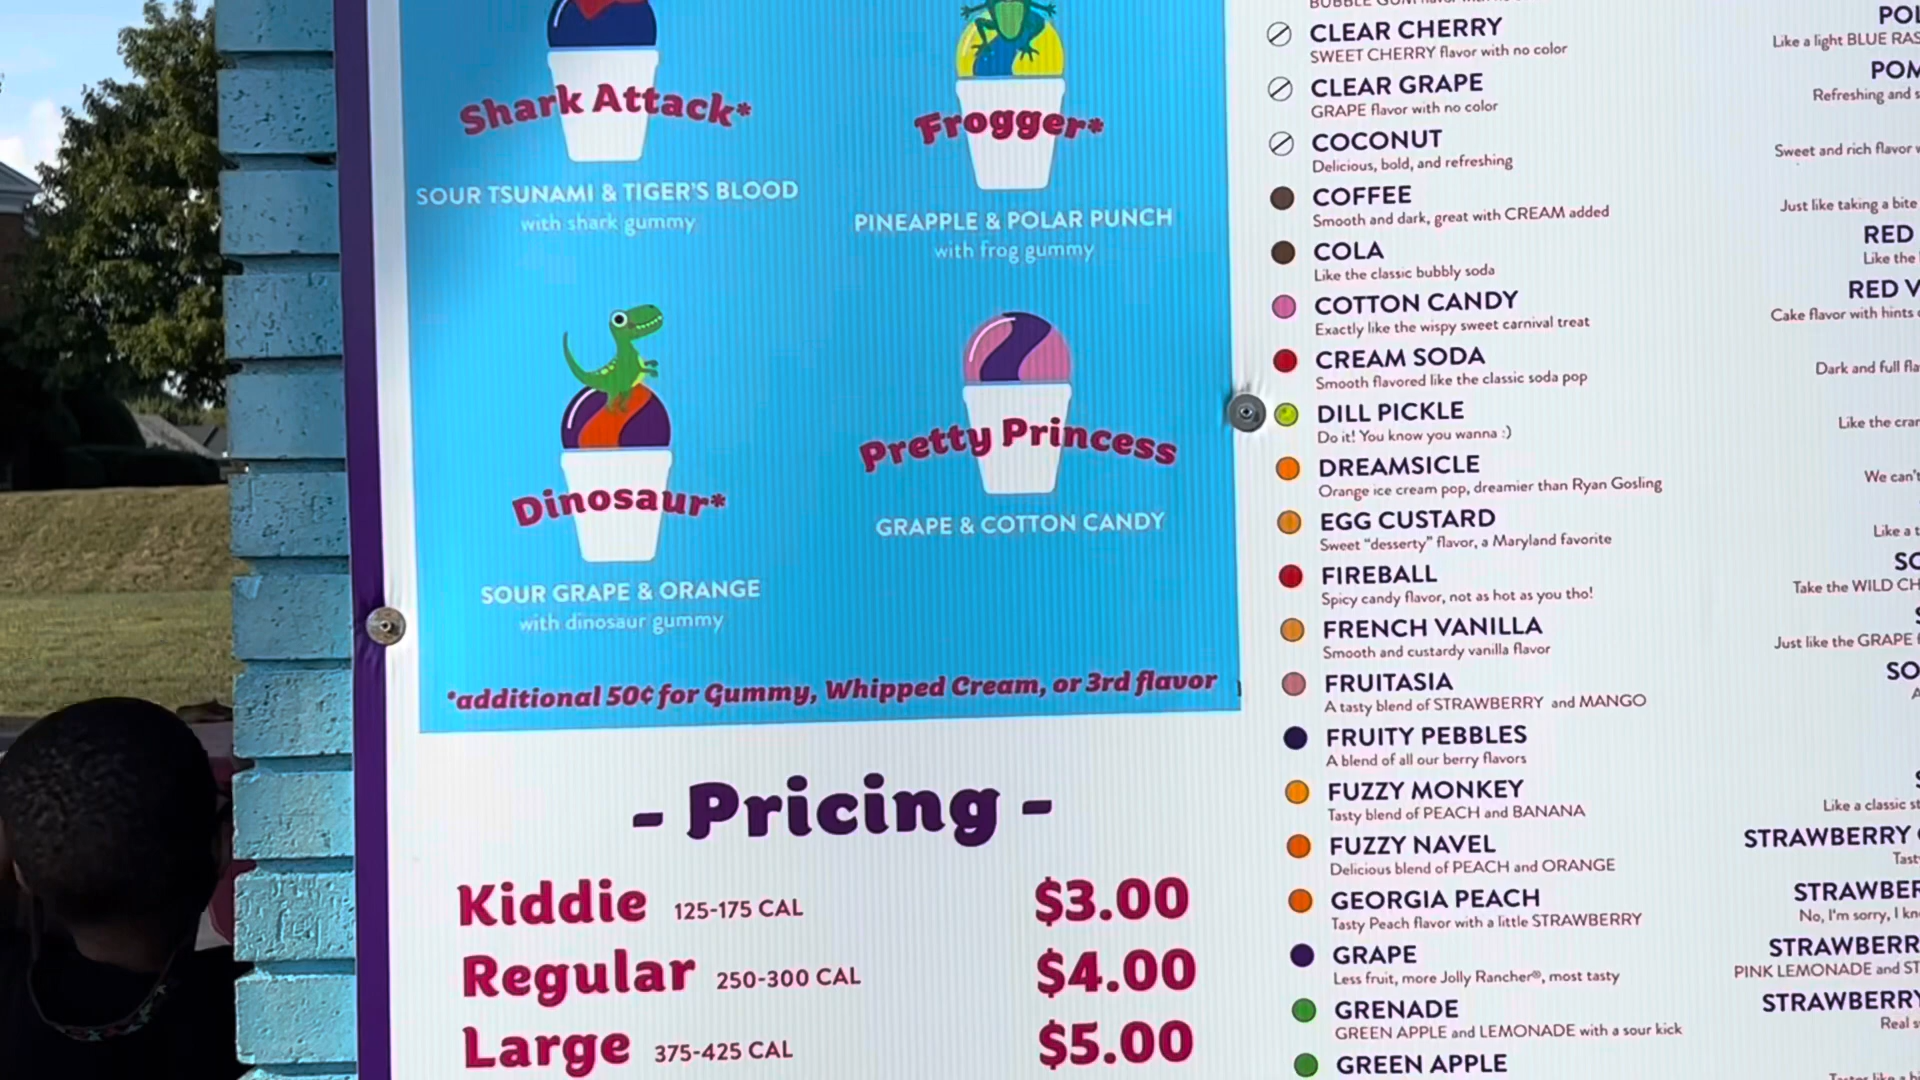 Shark Attack*
SOUR TSUNAMI & TIGER'S BLOOD
with shark gummy
Frogger*
PINEAPPLE & POLAR PUNCH
with frog gummy
Dinosaur*
SOUR GRAPE & ORANGE
with dinosaur gummy
Pretty Princess
GRAPE & COTTON CANDY
*additional 50¢ for Gummy, Whipped Cream, or 3rd flavor
- Pricing -
Kiddie 125-175 CAL $3.00
Regular 250-300 CAL $4.00
Large 375-425 CAL $5.00
CLEAR CHERRY
SWEET CHERRY flavor with no color
CLEAR GRAPE
GRAPE flavor with no color
COCONUT
Delicious, bold, and refreshing
COFFEE
Smooth and dark, great with CREAM added
COLA
Like the classic bubbly soda
COTTON CANDY
Exactly like the wispy sweet carnival treat
CREAM SODA
Smooth flavored like the classic soda pop
DILL PICKLE
Do it! You know you wanna :)
DREAMSICLE
Orange ice cream pop, dreamier than Ryan Gosling
EGG CUSTARD
Sweet "desserty" flavor, a Maryland favorite
FIREBALL
Spicy candy flavor, not as hot as you tho!
FRENCH VANILLA
Smooth and custardy vanilla flavor
FRUITASIA
A tasty blend of STRAWBERRY and MANGO
FRUITY PEBBLES
A blend of all our berry flavors
FUZZY MONKEY
Tasty blend of PEACH and BANANA
FUZZY NAVEL
Delicious blend of PEACH and ORANGE
GEORGIA PEACH
Tasty Peach flavor with a little STRAWBERRY
GRAPE
Less fruit, more Jolly Rancher®, most tasty
GRENADE
GREEN APPLE and LEMONADE with a sour kick
GREEN APPLE
Like a light BLUE
Refreshing and
Sweet and rich flavor
Just like taking a bite
RED
Like the
RED
Cake flavor with hints
Dark and full
Like the
We can't
Like a
Take the WILD
Just like the GRAPE
Like a classic
STRAWBERRY
No, I'm sorry, I
PINK LEMONADE and
STRAWBERRY
Real